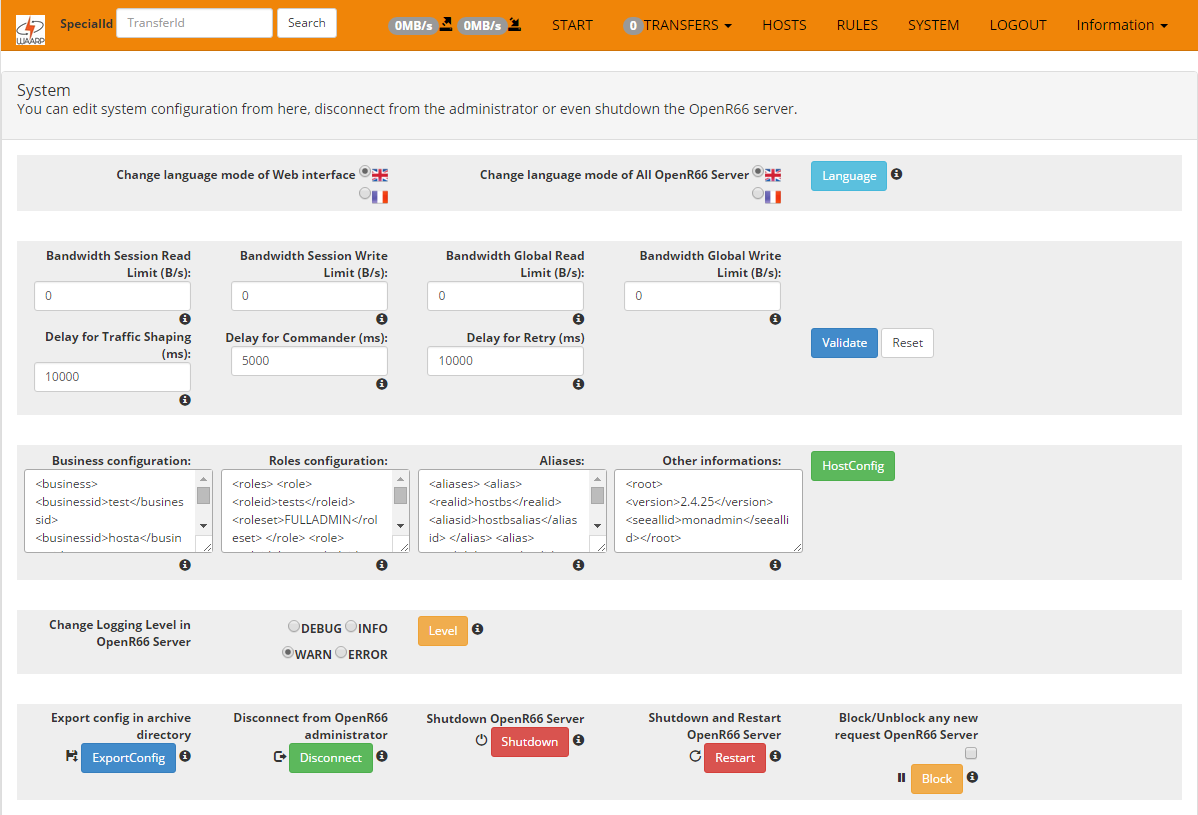 WAARP
SpecialId
TransferId
Search
0MB/s
0MB/s
START
0 TRANSFERS
HOSTS
RULES
SYSTEM
LOGOUT
Information
System
You can edit system configuration from here, disconnect from the administrator or even shutdown the OpenR66 server.
Change language mode of Web interface
Change language mode of All OpenR66 Server
Language
Bandwidth Session Read
Limit (B/s):
0
Bandwidth Session Write
Limit (B/s):
0
Bandwidth Global Read
Limit (B/s):
0
Bandwidth Global Write
Limit (B/s):
0
Delay for Traffic Shaping
(ms):
10000
Delay for Commander (ms):
5000
Delay for Retry (ms)
10000
Validate
Reset
Business configuration:
<business>
<businessid>test</busines
sid>
<businessid>hosta</busin
Roles configuration:
<roles> <role>
<roleid>tests</roleid>
<roleset>FULLADMIN</rol
eset> </role> <role>
Aliases:
<aliases> <alias>
<realid>hostbs</realid>
<aliasid>hostbsalias</alias
id> </alias> <alias>
Other informations:
<root>
<version>2.4.25</version>
<seeallid>monadmin</seealli
d></root>
HostConfig
Change Logging Level in
OpenR66 Server
DEBUG INFO
WARN ERROR
Level
Export config in archive
directory
ExportConfig
Disconnect from OpenR66
administrator
Disconnect
Shutdown OpenR66 Server
Shutdown
Shutdown and Restart
OpenR66 Server
Restart
Block/Unblock any new
request OpenR66 Server
Block